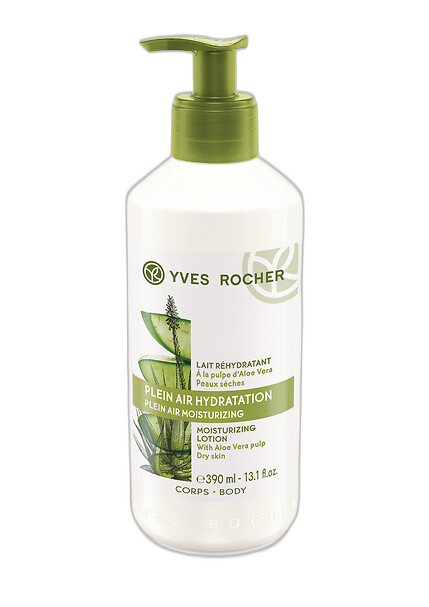 YVES ROCHER
LAIT RÉHYDRATANT
À la pulpe d'Aloe Vera
Peaux sèches
PLEIN AIR HYDRATATION
PLEIN AIR MOISTURIZING
MOISTURIZING
LOTION
With Aloe Vera pulp
Dry skin
℮390 ml - 13.1 fl.oz.
CORPS • BODY
YVES ROCHER